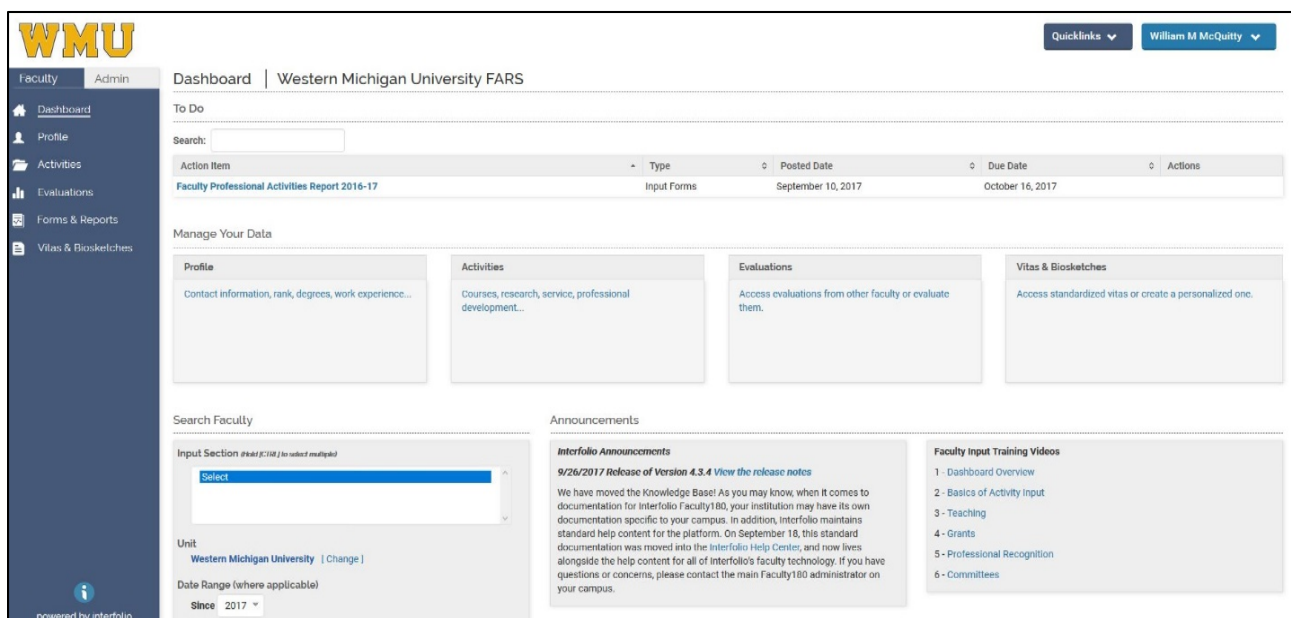 WMU
Quicklinks
William M McQuitty
Faculty
Admin
Dashboard | Western Michigan University FARS
Dashboard
Profile
Activities
Evaluations
Forms & Reports
Vitas & Biosketches
To Do
Search:
Action Item Type Posted Date Due Date Actions
Faculty Professional Activities Report 2016-17 Input Forms September 10, 2017 October 16, 2017
Manage Your Data
Profile
Contact information, rank, degrees, work experience...
Activities
Courses, research, service, professional
development...
Evaluations
Access evaluations from other faculty or evaluate
them.
Vitas & Biosketches
Access standardized vitas or create a personalized one.
Search Faculty
Input Section (Hold [CTRL] to select multiple)
Select
Unit
Western Michigan University [ Change ]
Date Range (where applicable)
Since 2017
Announcements
Interfolio Announcements
9/26/2017 Release of Version 4.3.4 View the release notes
We have moved the Knowledge Base! As you may know, when it comes to
documentation for Interfolio Faculty180, your institution may have its own
documentation specific to your campus. In addition, Interfolio maintains
standard help content for the platform. On September 18, this standard
documentation was moved into the Interfolio Help Center, and now lives
alongside the help content for all of Interfolio's faculty technology. If you have
questions or concerns, please contact the main Faculty180 administrator on
your campus.
Faculty Input Training Videos
1 - Dashboard Overview
2 - Basics of Activity Input
3 - Teaching
4 - Grants
5 - Professional Recognition
6 - Committees
powered by interfolio